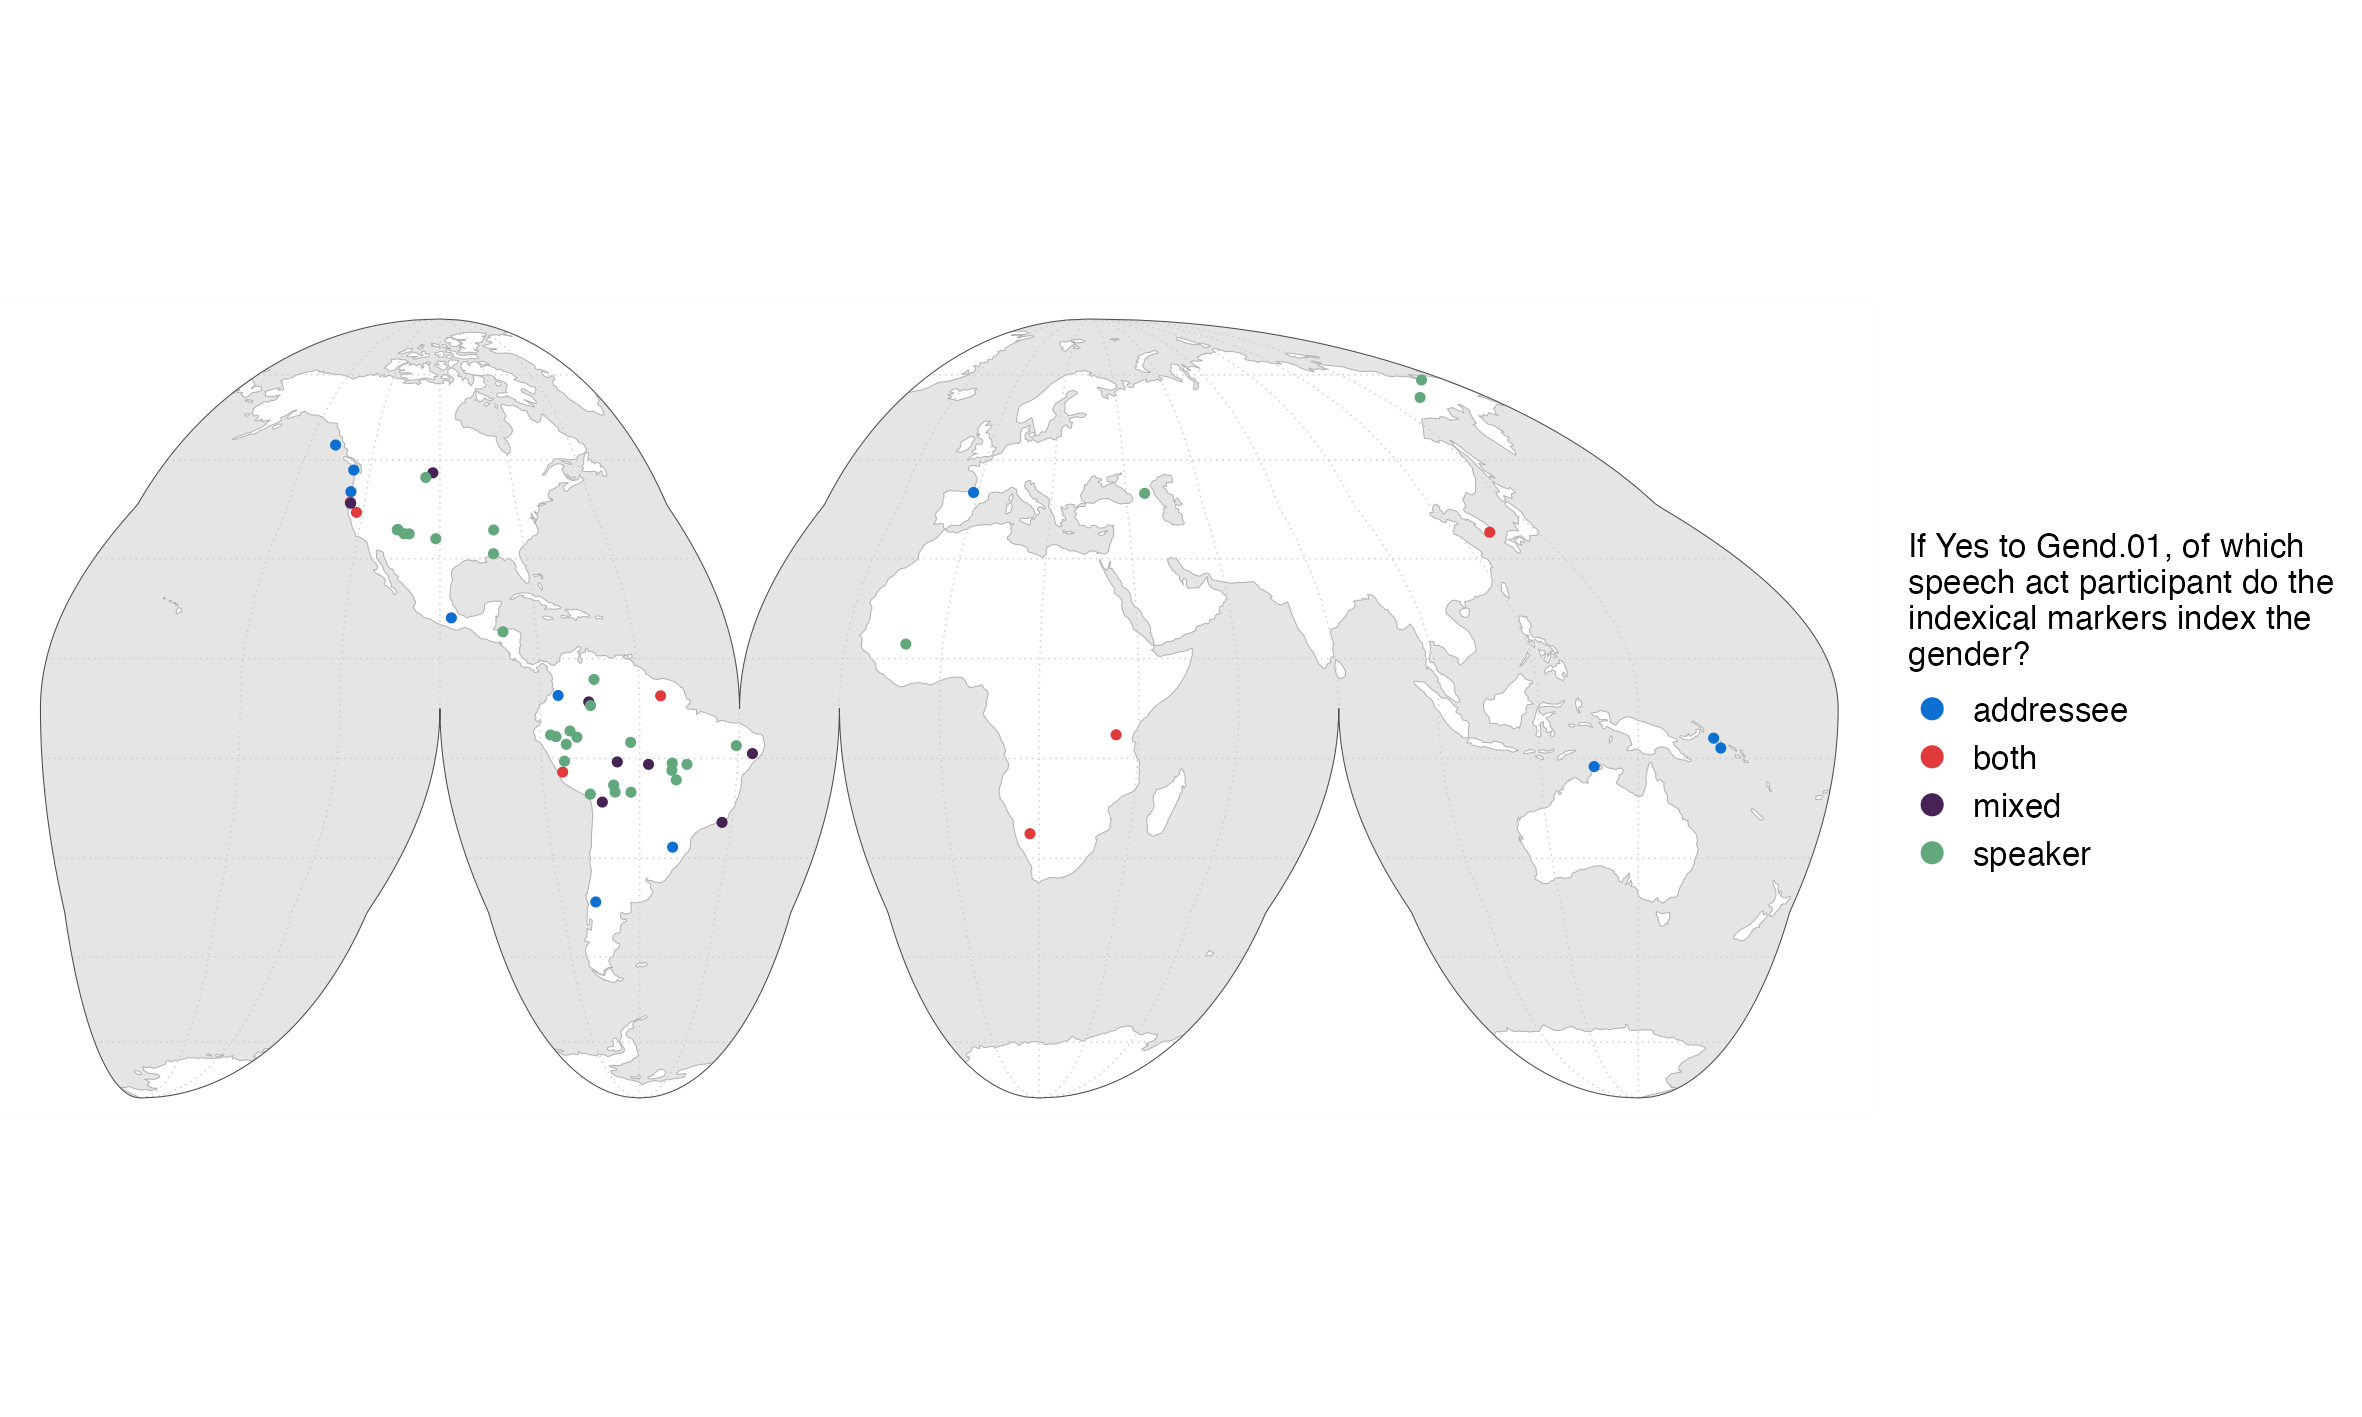 If Yes to Gend.01, of which
speech act participant do the
indexical markers index the
gender?
addressee
both
mixed
speaker